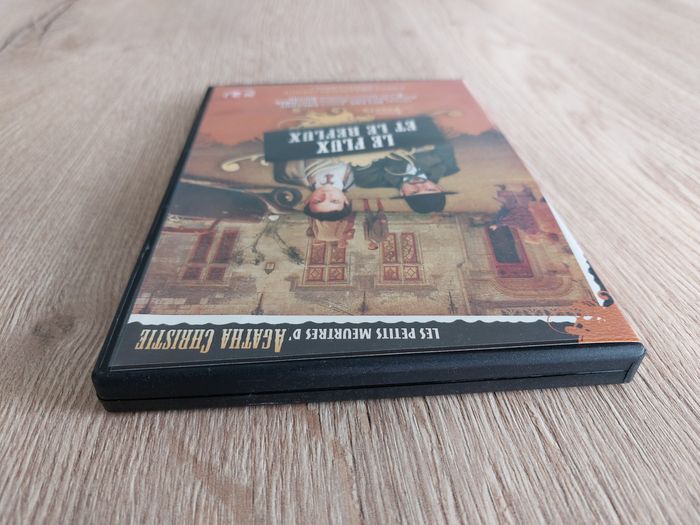 LES PETITS MEURTRES D'AGATHA CHRISTIE
LE FLUX
ET LE REFLUX